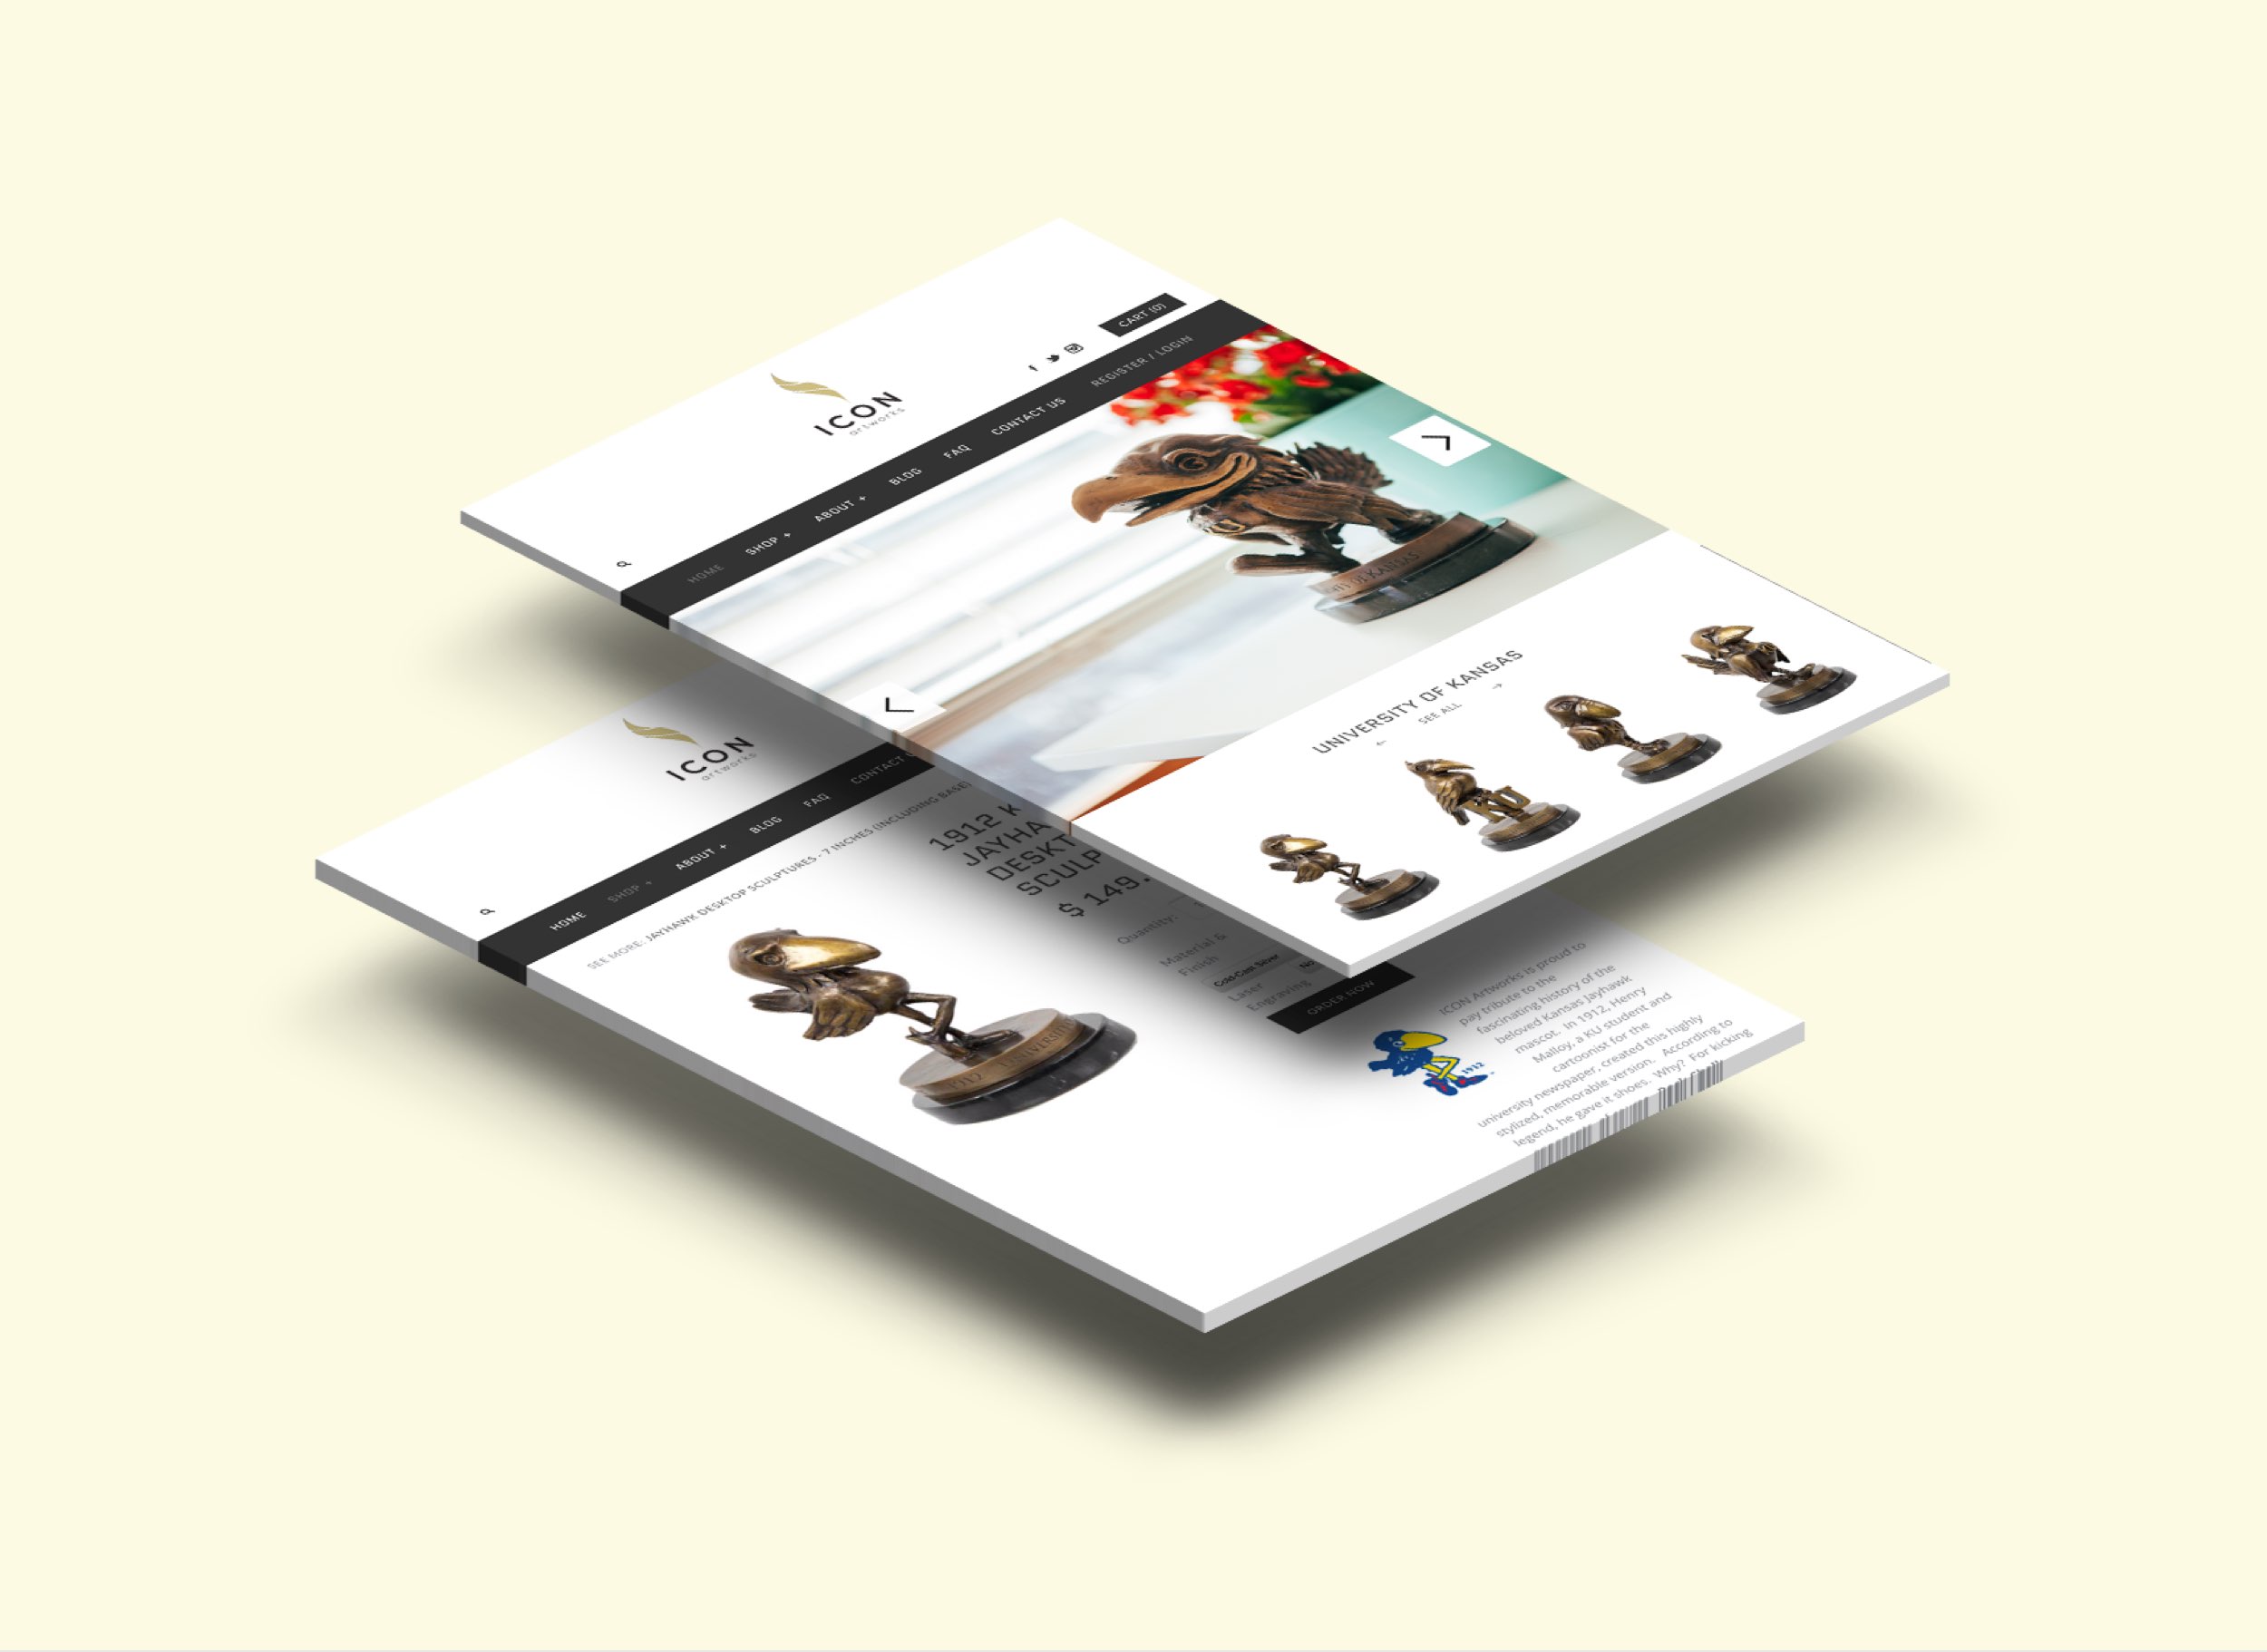 CART (0)
ICON
artworks
HOME
SHOP +
ABOUT +
BLOG
FAQ
CONTACT US
REGISTER / LOGIN
KANSAS
UNIVERSITY OF KANSAS
← SEE ALL →
KU
ICON
artworks
HOME
SHOP +
ABOUT +
BLOG
FAQ
CONTACT
SEE MORE: JAYHAWK DESKTOP SCULPTURES - 7 INCHES (INCLUDING BASE)
1912 K
JAYHA
DESKT
SCULP
$ 149.
Quantity:
Material &
Finish
Cold-Cast Silver
Laser
Engraving
ORDER NOW
1912
1912
ICON Artworks is proud to
pay tribute to the
fascinating history of the
beloved Kansas Jayhawk
mascot. In 1912, Henry
Malloy, a KU student and
cartoonist for the
university newspaper, created this highly
stylized, memorable version. According to
legend, he gave it shoes. Why? For kicking